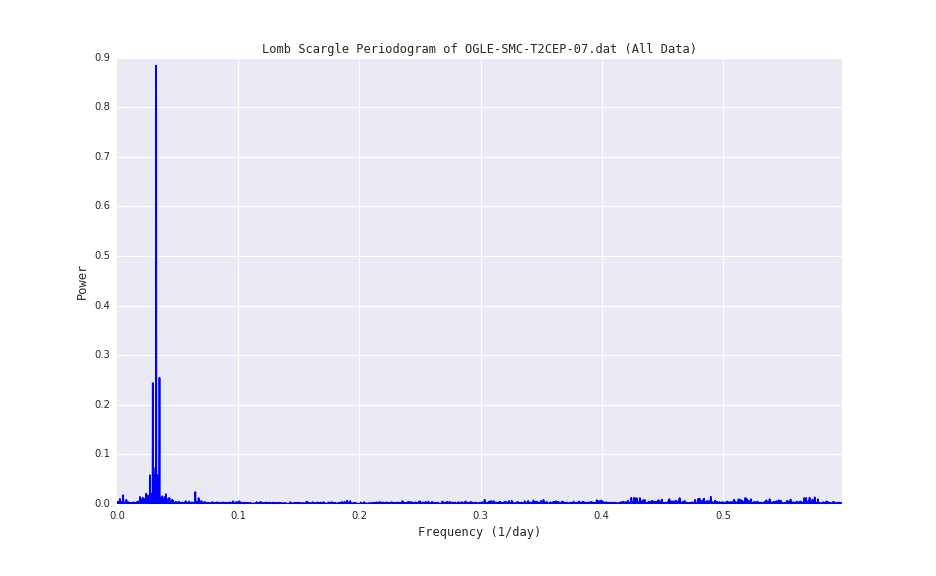 Lomb Scargle Periodogram of OGLE-SMC-T2CEP-07.dat (All Data)
0.9
0.8
0.7
0.6
0.5
0.4
0.3
0.2
0.1
0.0
Power
0.0 0.1 0.2 0.3 0.4 0.5
Frequency (1/day)